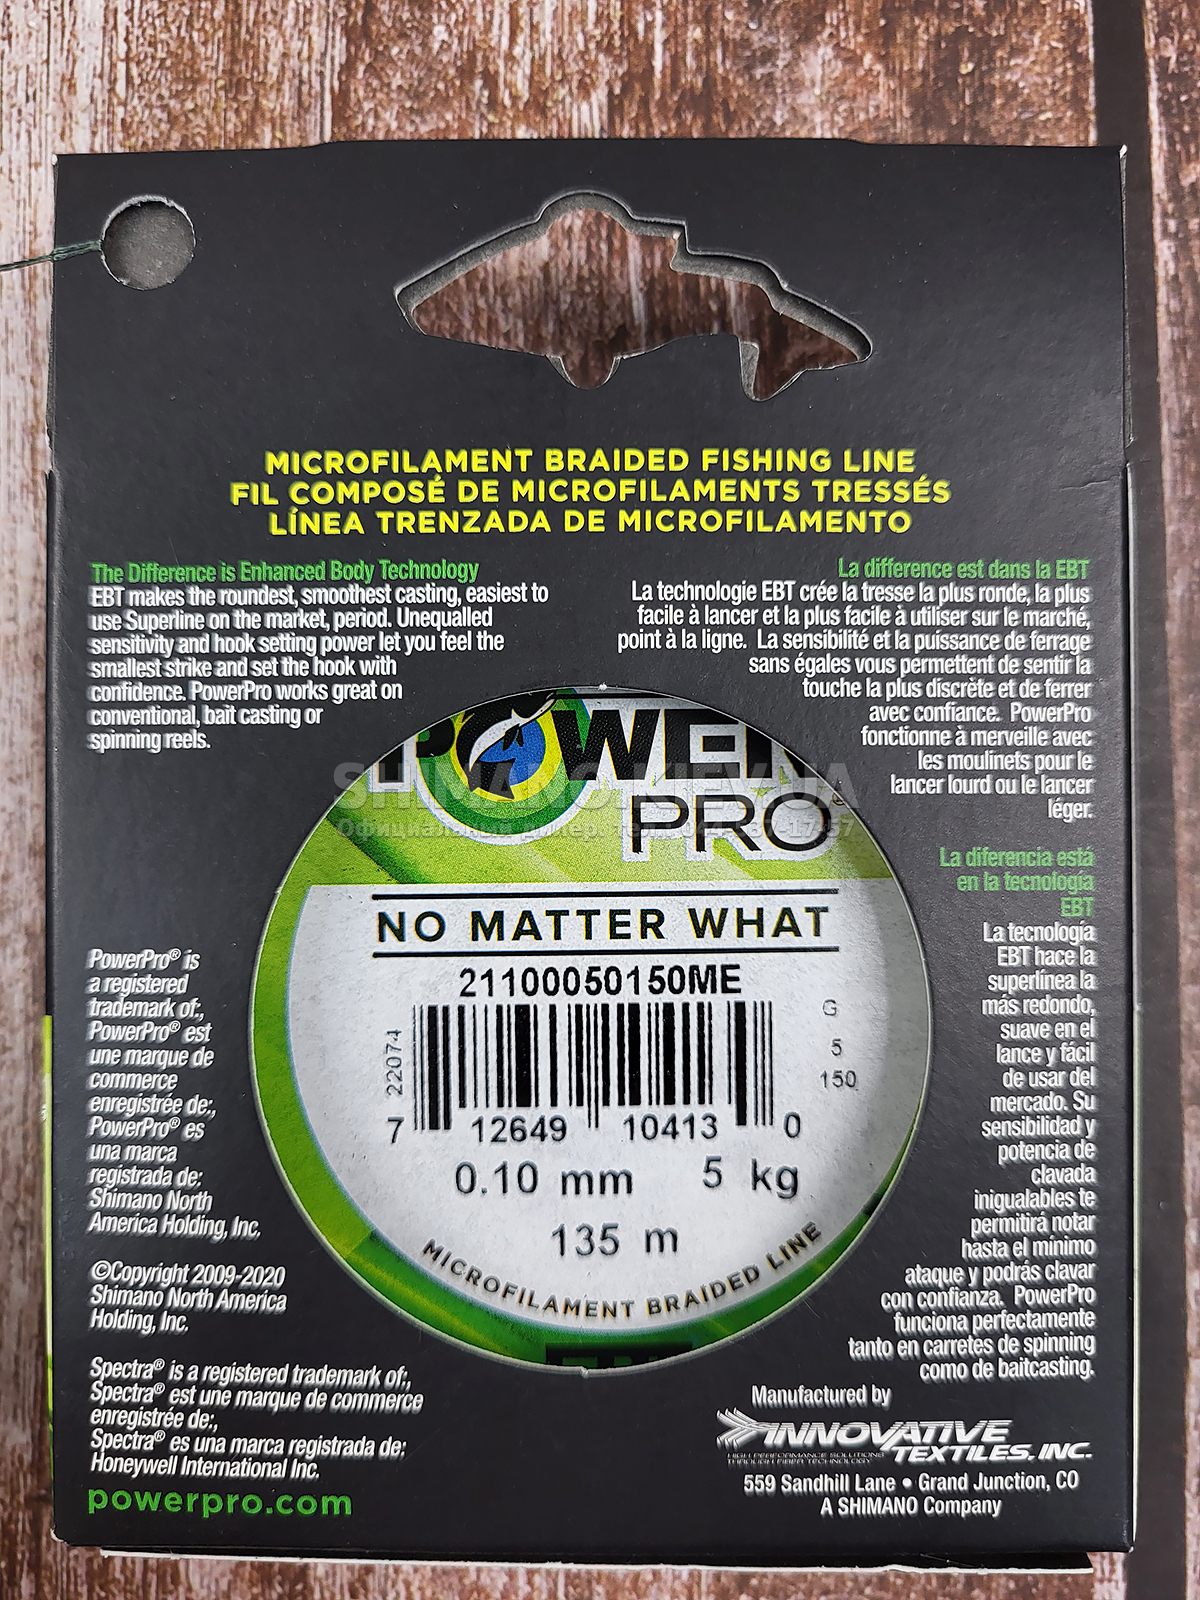 MICROFILAMENT BRAIDED FISHING LINE
FIL COMPOSÉ DE MICROFILAMENTS TRESSÉS
LÍNEA TRENZADA DE MICROFILAMENTO
The Difference is Enhanced Body Technology
EBT makes the roundest, smoothest casting, easiest to
use Superline on the market, period. Unequalled
sensitivity and hook setting power let you feel the
smallest strike and set the hook with
confidence. PowerPro works great on
conventional, bait casting or
spinning reels.
La difference est dans la EBT
La technologie EBT crée la tresse la plus ronde, la plus
facile à lancer et la plus facile à utiliser sur le marché,
point à la ligne. La sensibilité et la puissance de ferrage
sans égales vous permettent de sentir la
touche la plus discrète et de ferrer
avec confiance. PowerPro
fonctionne à merveille avec
les moulinets pour le
lancer lourd ou le lancer
léger.
La diferencia está
en la tecnología
EBT
La tecnología
EBT hace la
superlínea la
más redondo,
suave en el
lance y fácil
de usar del
mercado. Su
sensibilidad y
potencia de
clavada
inigualables te
permitirá notar
hasta el mínimo
ataque y podrás clavar
con confianza. PowerPro
funciona perfectamente
tanto en carretes de spinning
como de baitcasting.
POWER
PRO®
SHIMANO.KIEV.UA
Официальный дилер. тел.:
NO MATTER WHAT
21100050150ME
22074
G
5
150
7 12649 10413 0
0.10 mm 5 kg
135 m
MICROFILAMENT BRAIDED LINE
PowerPro® is
a registered
trademark of:,
PowerPro® est
une marque de
commerce
enregistrée de:,
PowerPro® es
una marca
registrada de:
Shimano North
America Holding, Inc.
©Copyright 2009-2020
Shimano North America
Holding, Inc.
Spectra® is a registered trademark of:,
Spectra® est une marque de commerce
enregistrée de:,
Spectra® es una marca registrada de:
Honeywell International Inc.
powerpro.com
Manufactured by
INNOVATIVE
TEXTILES, INC.
HIGH PERFORMANCE SOLUTIONS
THROUGH FIBER TECHNOLOGY
559 Sandhill Lane • Grand Junction, CO
A SHIMANO Company